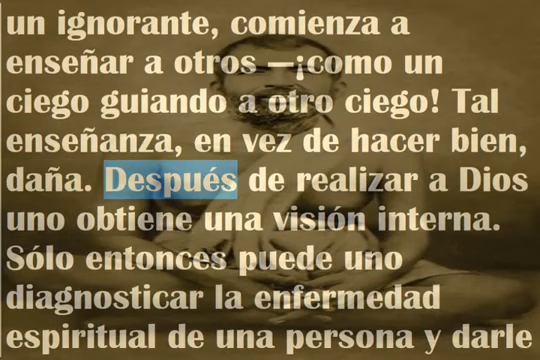 un ignorante, comienza a
enseñar a otros —¡como un
ciego guiando a otro ciego! Tal
enseñanza, en vez de hacer bien,
daña. Después de realizar a Dios
uno obtiene una visión interna.
Sólo entonces puede uno
diagnosticar la enfermedad
espiritual de una persona y darle